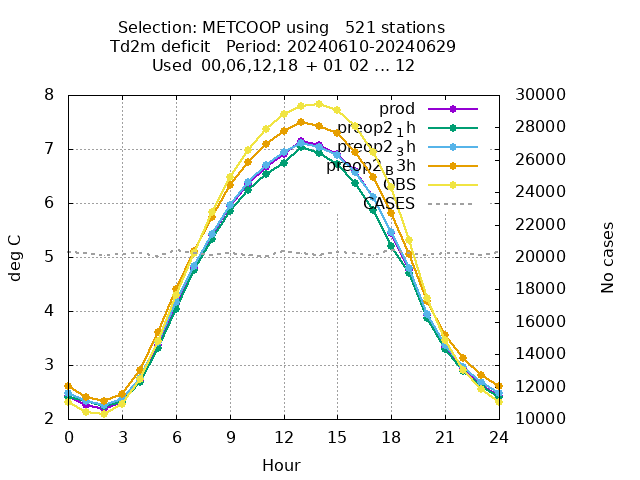 Selection: METCOOP using   521 stations
Td2m deficit   Period: 20240610-20240629
Used  00,06,12,18 + 01 02 ... 12
8 30000
prod
28000
preop2_1h
7 preop2_3h
26000
preop2_B3h
OBS
24000
6 CASES
22000
deg C
No cases
5 20000
18000
4 16000
14000
3
12000
2 10000
0 3 6 9 12 15 18 21 24
Hour